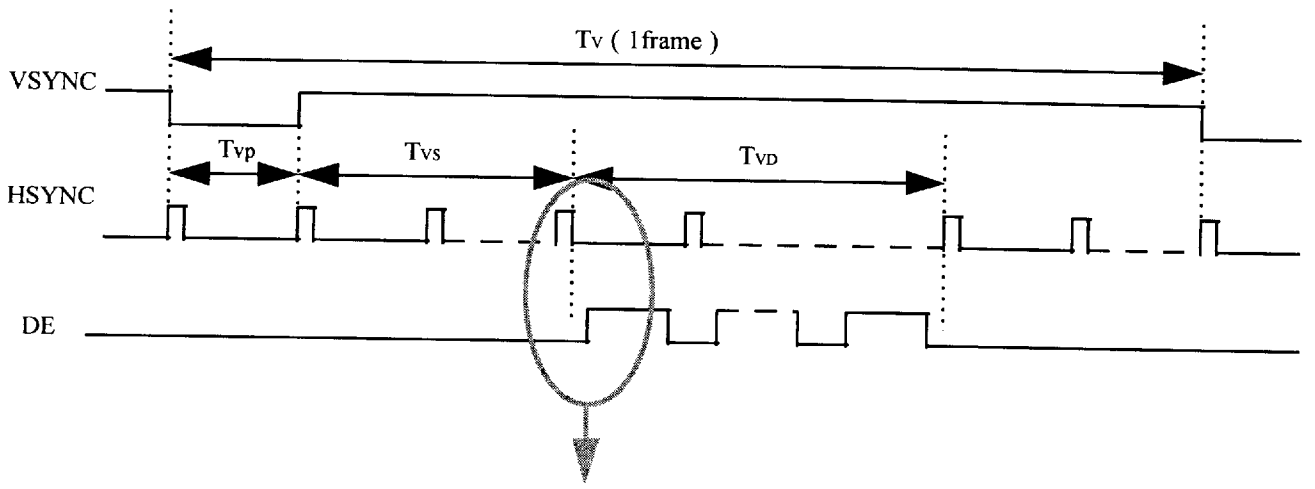 Tv ( 1frame )
VSYNC
Tvp
Tvs
TVD
HSYNC
DE